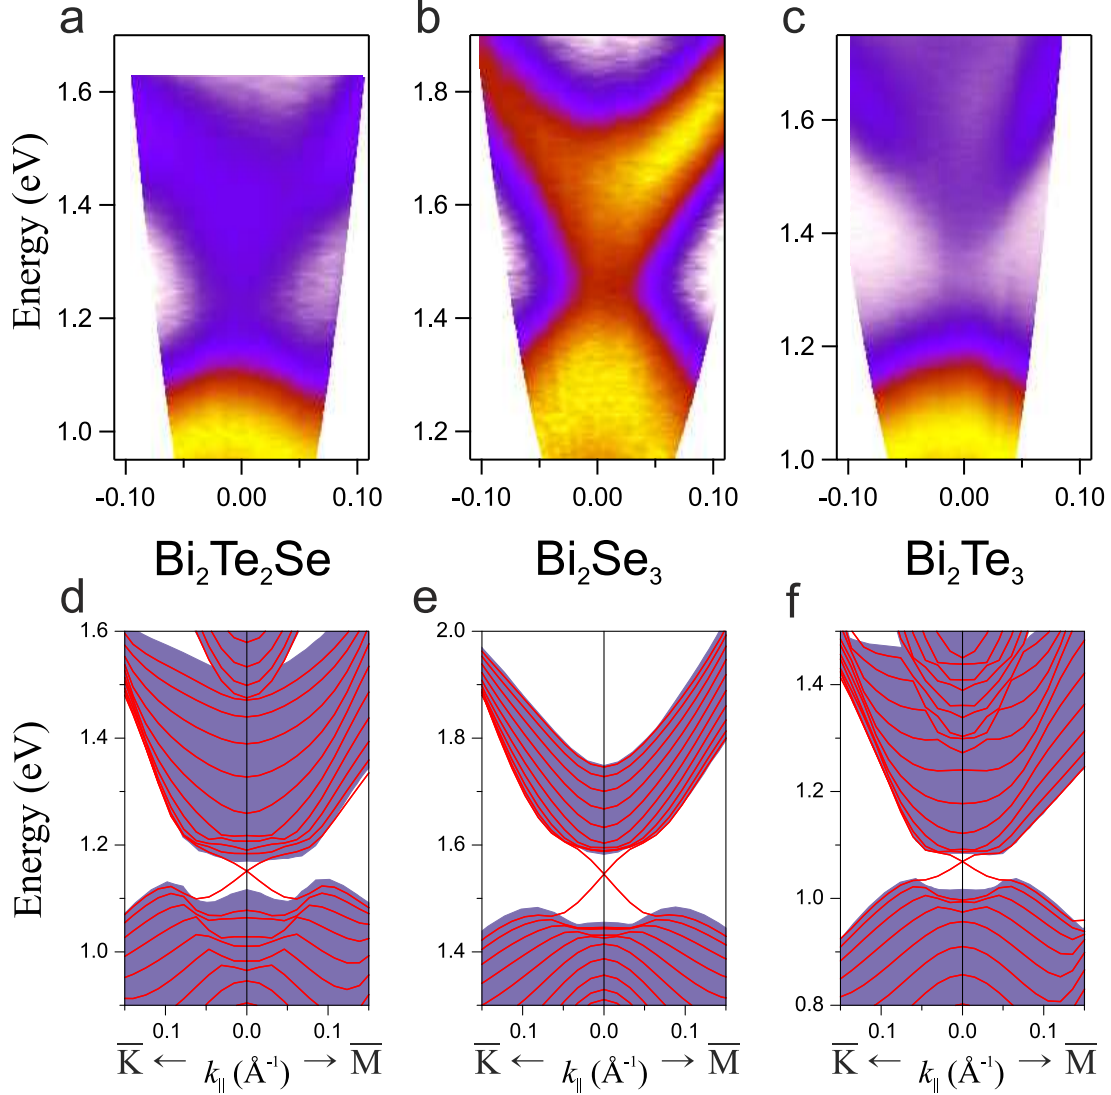 a b c
Energy (eV)
1.6
1.4
1.2
1.0
-0.10 0.00 0.10
1.8
1.6
1.4
1.2
-0.10 0.00 0.10
1.6
1.4
1.2
1.0
-0.10 0.00 0.10
Bi₂Te₂Se Bi₂Se₃ Bi₂Te₃
d e f
Energy (eV)
1.6
1.4
1.2
1.0
0.1 0.0 0.1
2.0
1.8
1.6
1.4
0.1 0.0 0.1
1.4
1.2
1.0
0.8
0.1 0.0 0.1
K̅ ← k∥ (Å⁻¹) → M̅
K̅ ← k∥ (Å⁻¹) → M̅
K̅ ← k∥ (Å⁻¹) → M̅